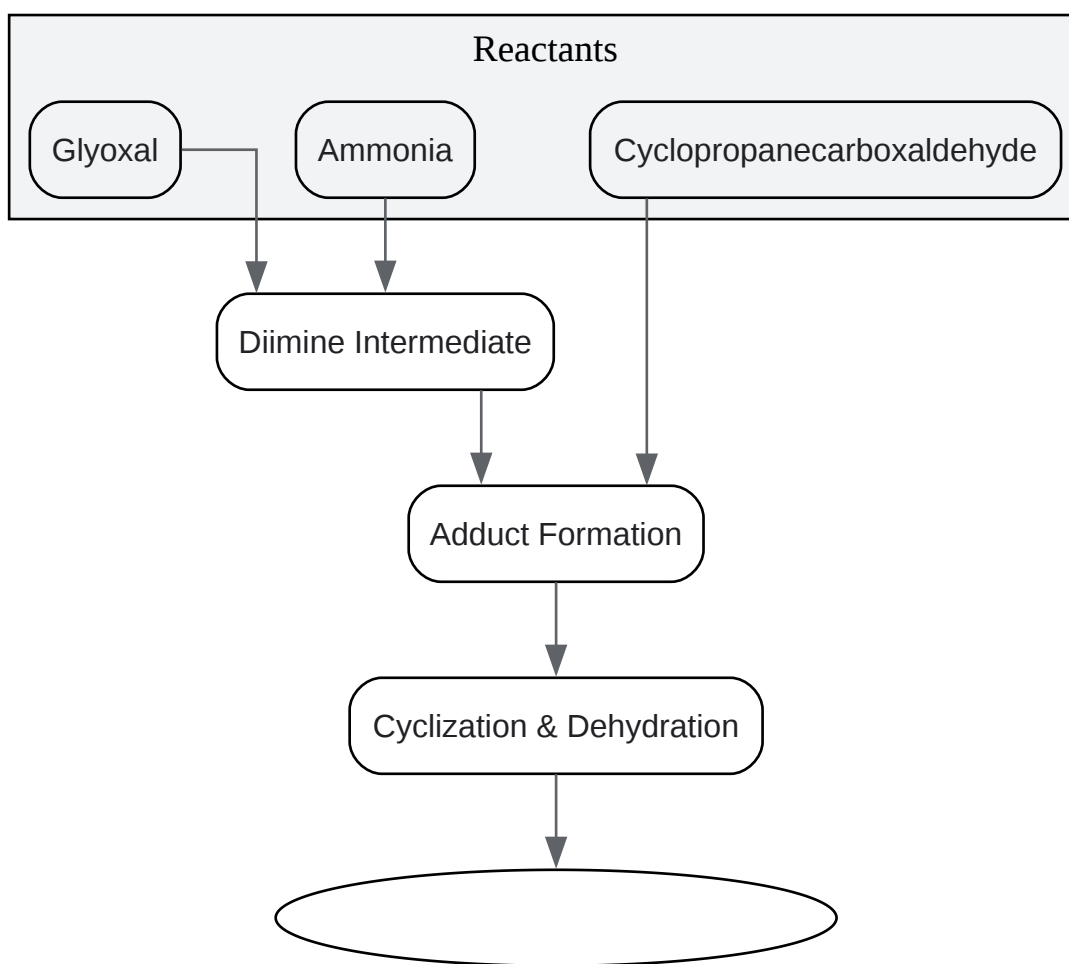 Reactants
Glyoxal
Ammonia
Cyclopropanecarboxaldehyde
Diimine Intermediate
Adduct Formation
Cyclization & Dehydration